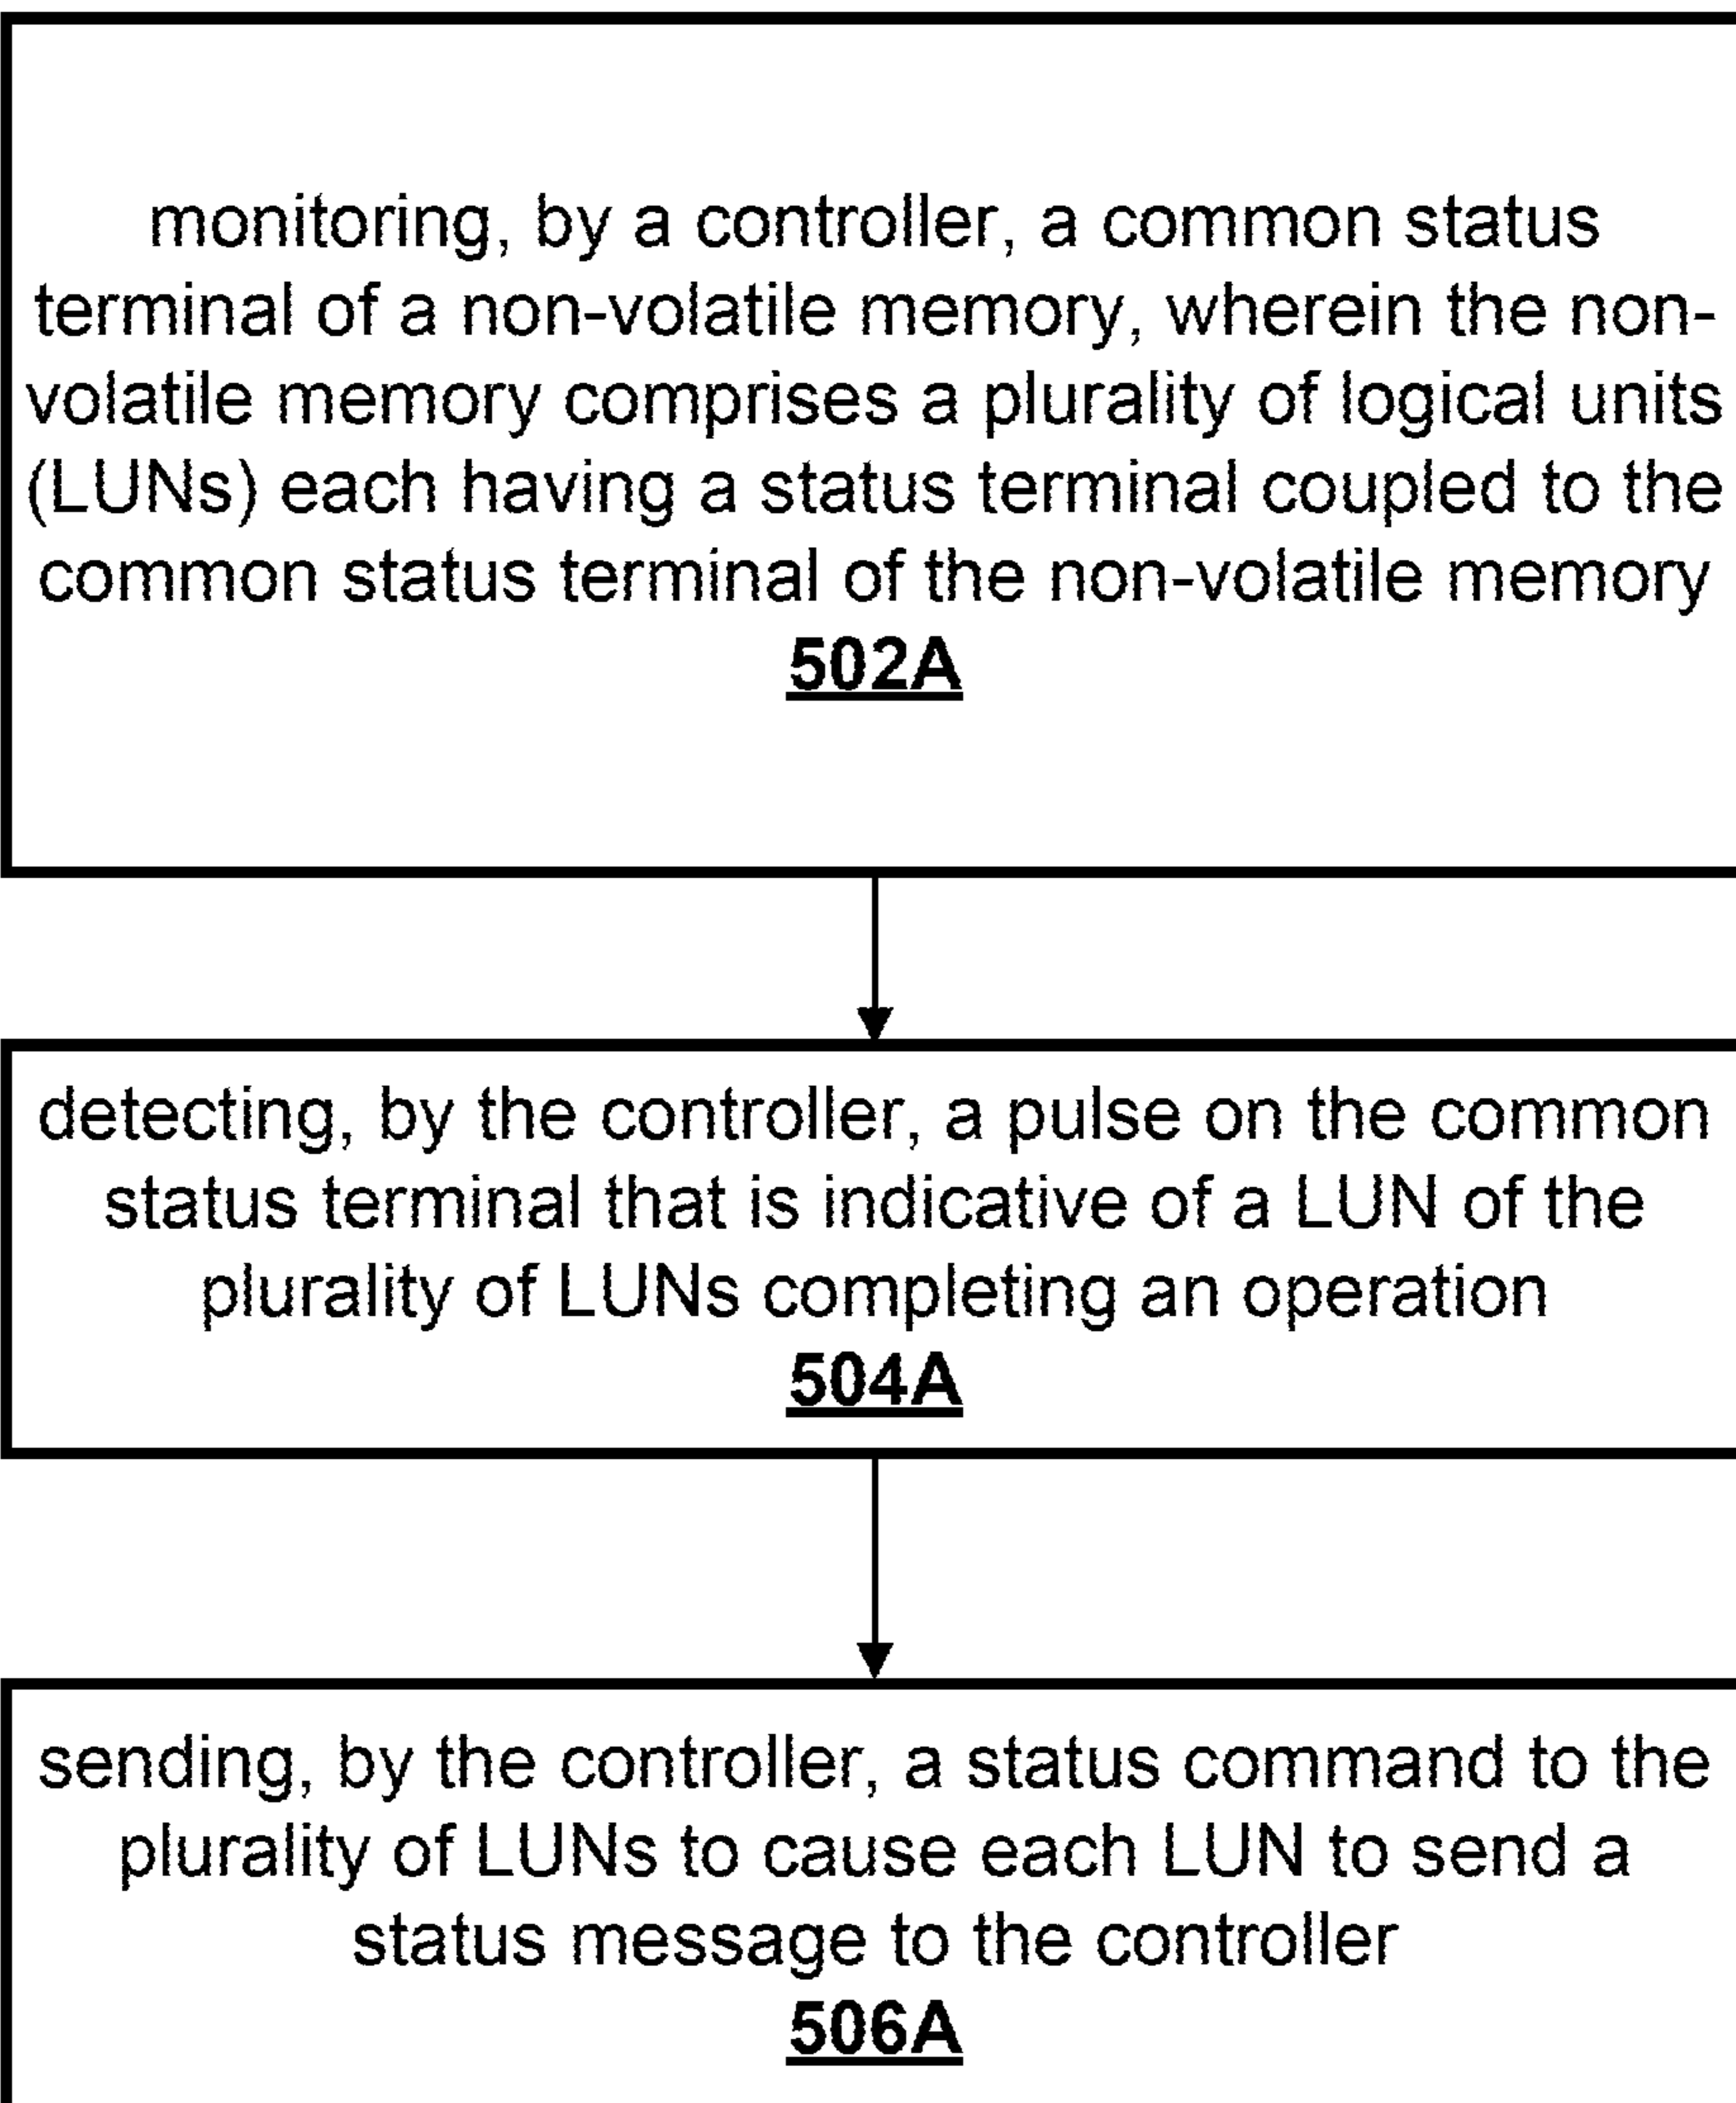 monitoring, by a controller, a common status
terminal of a non-volatile memory, wherein the non-
volatile memory comprises a plurality of logical units
(LUNs) each having a status terminal coupled to the
common status terminal of the non-volatile memory
502A
detecting, by the controller, a pulse on the common
status terminal that is indicative of a LUN of the
plurality of LUNs completing an operation
504A
sending, by the controller, a status command to the
plurality of LUNs to cause each LUN to send a
status message to the controller
506A